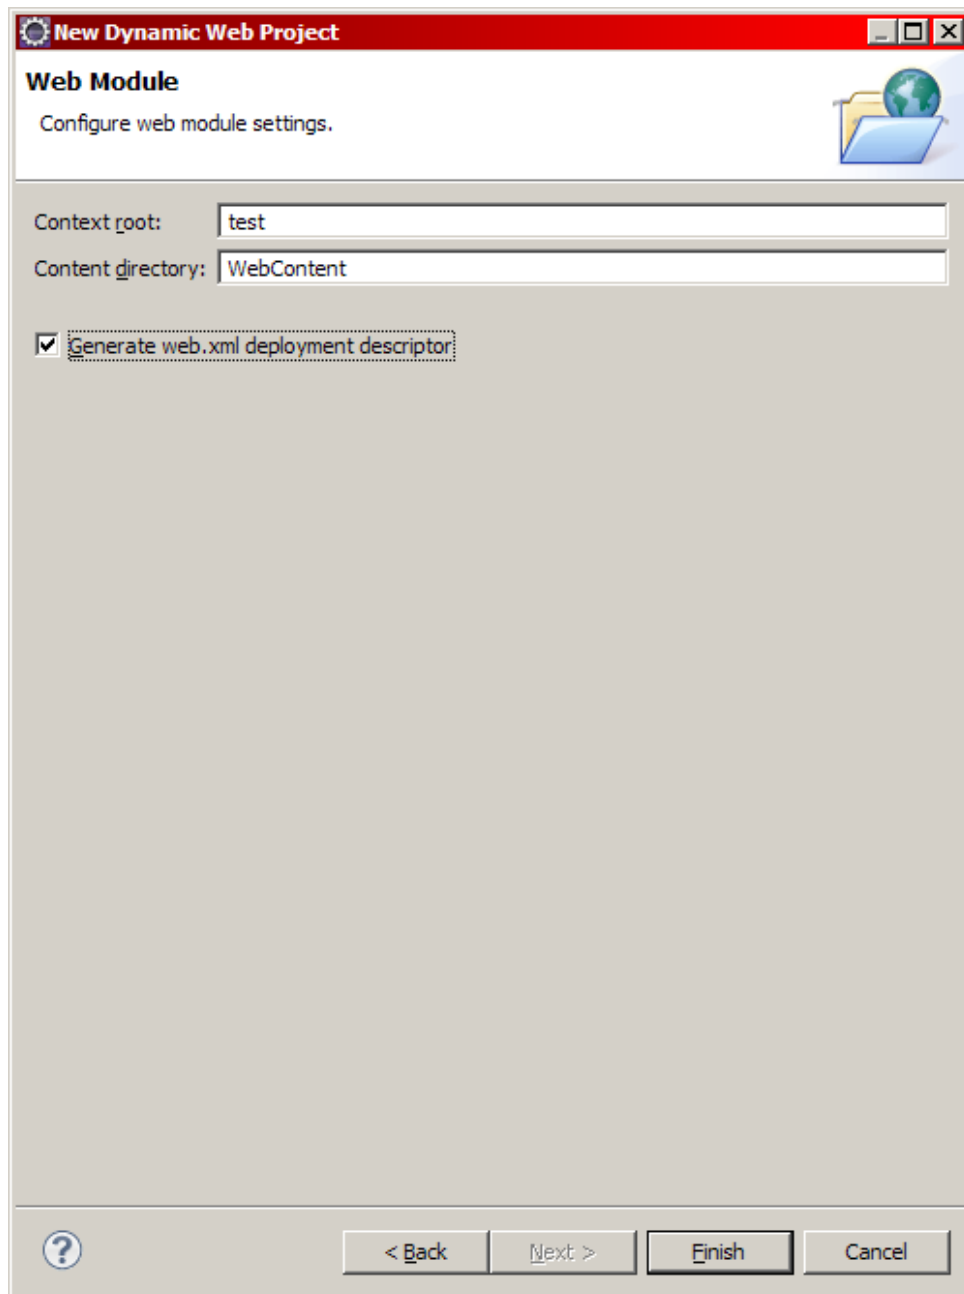 New Dynamic Web Project
Web Module
Configure web module settings.
Context root: test
Content directory: WebContent
Generate web.xml deployment descriptor
? < Back Next > Finish Cancel